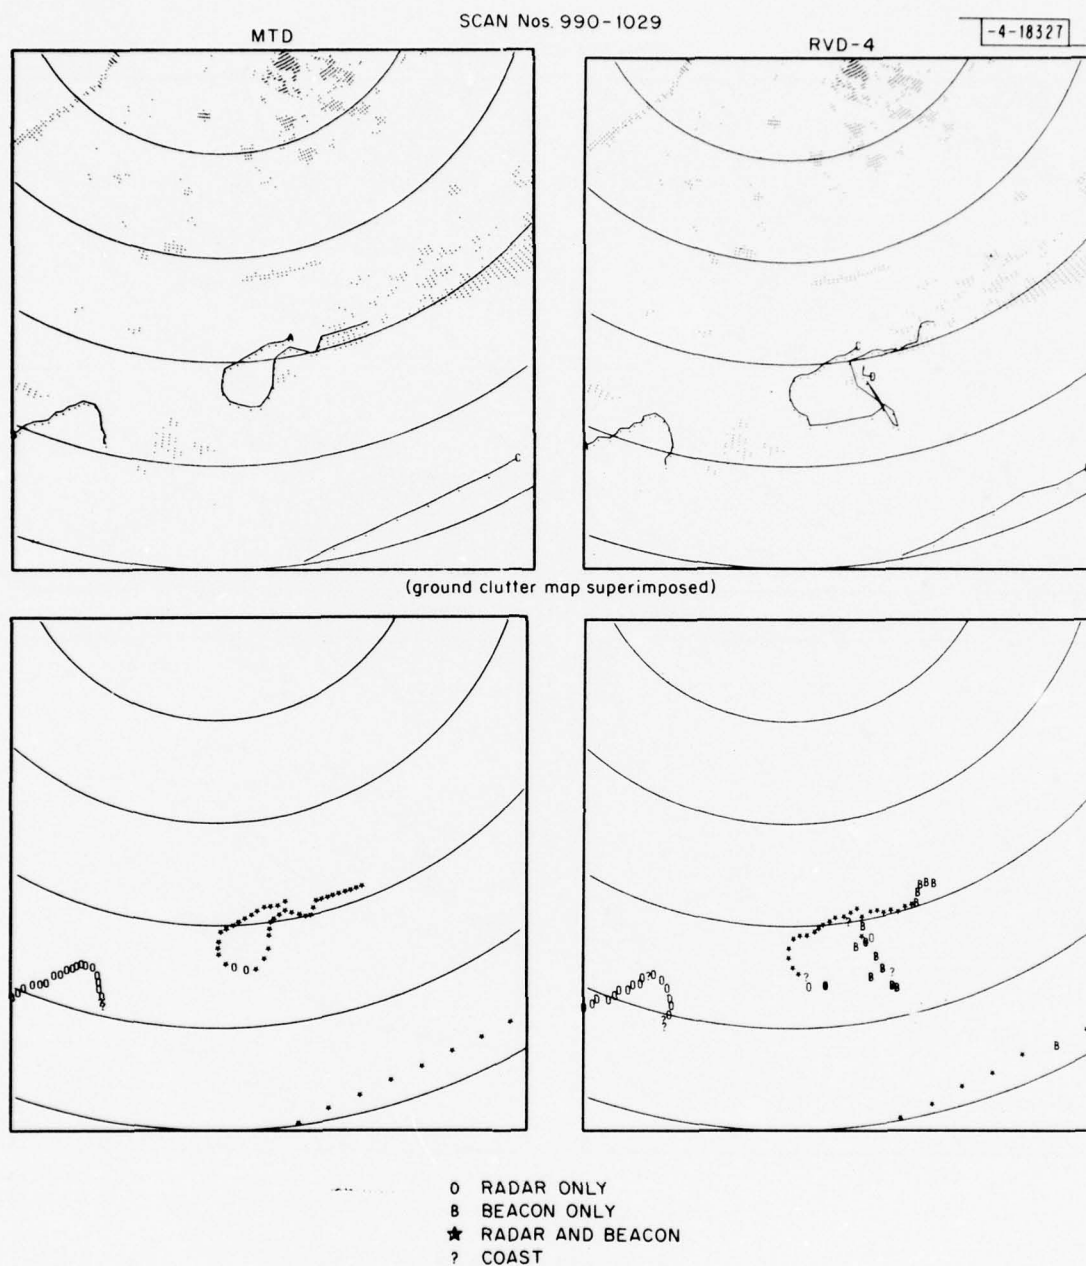 SCAN Nos. 990-1029
-4-18327
MTD
RVD-4
A
C
C
D
(ground clutter map superimposed)
O RADAR ONLY
B BEACON ONLY
★ RADAR AND BEACON
? COAST